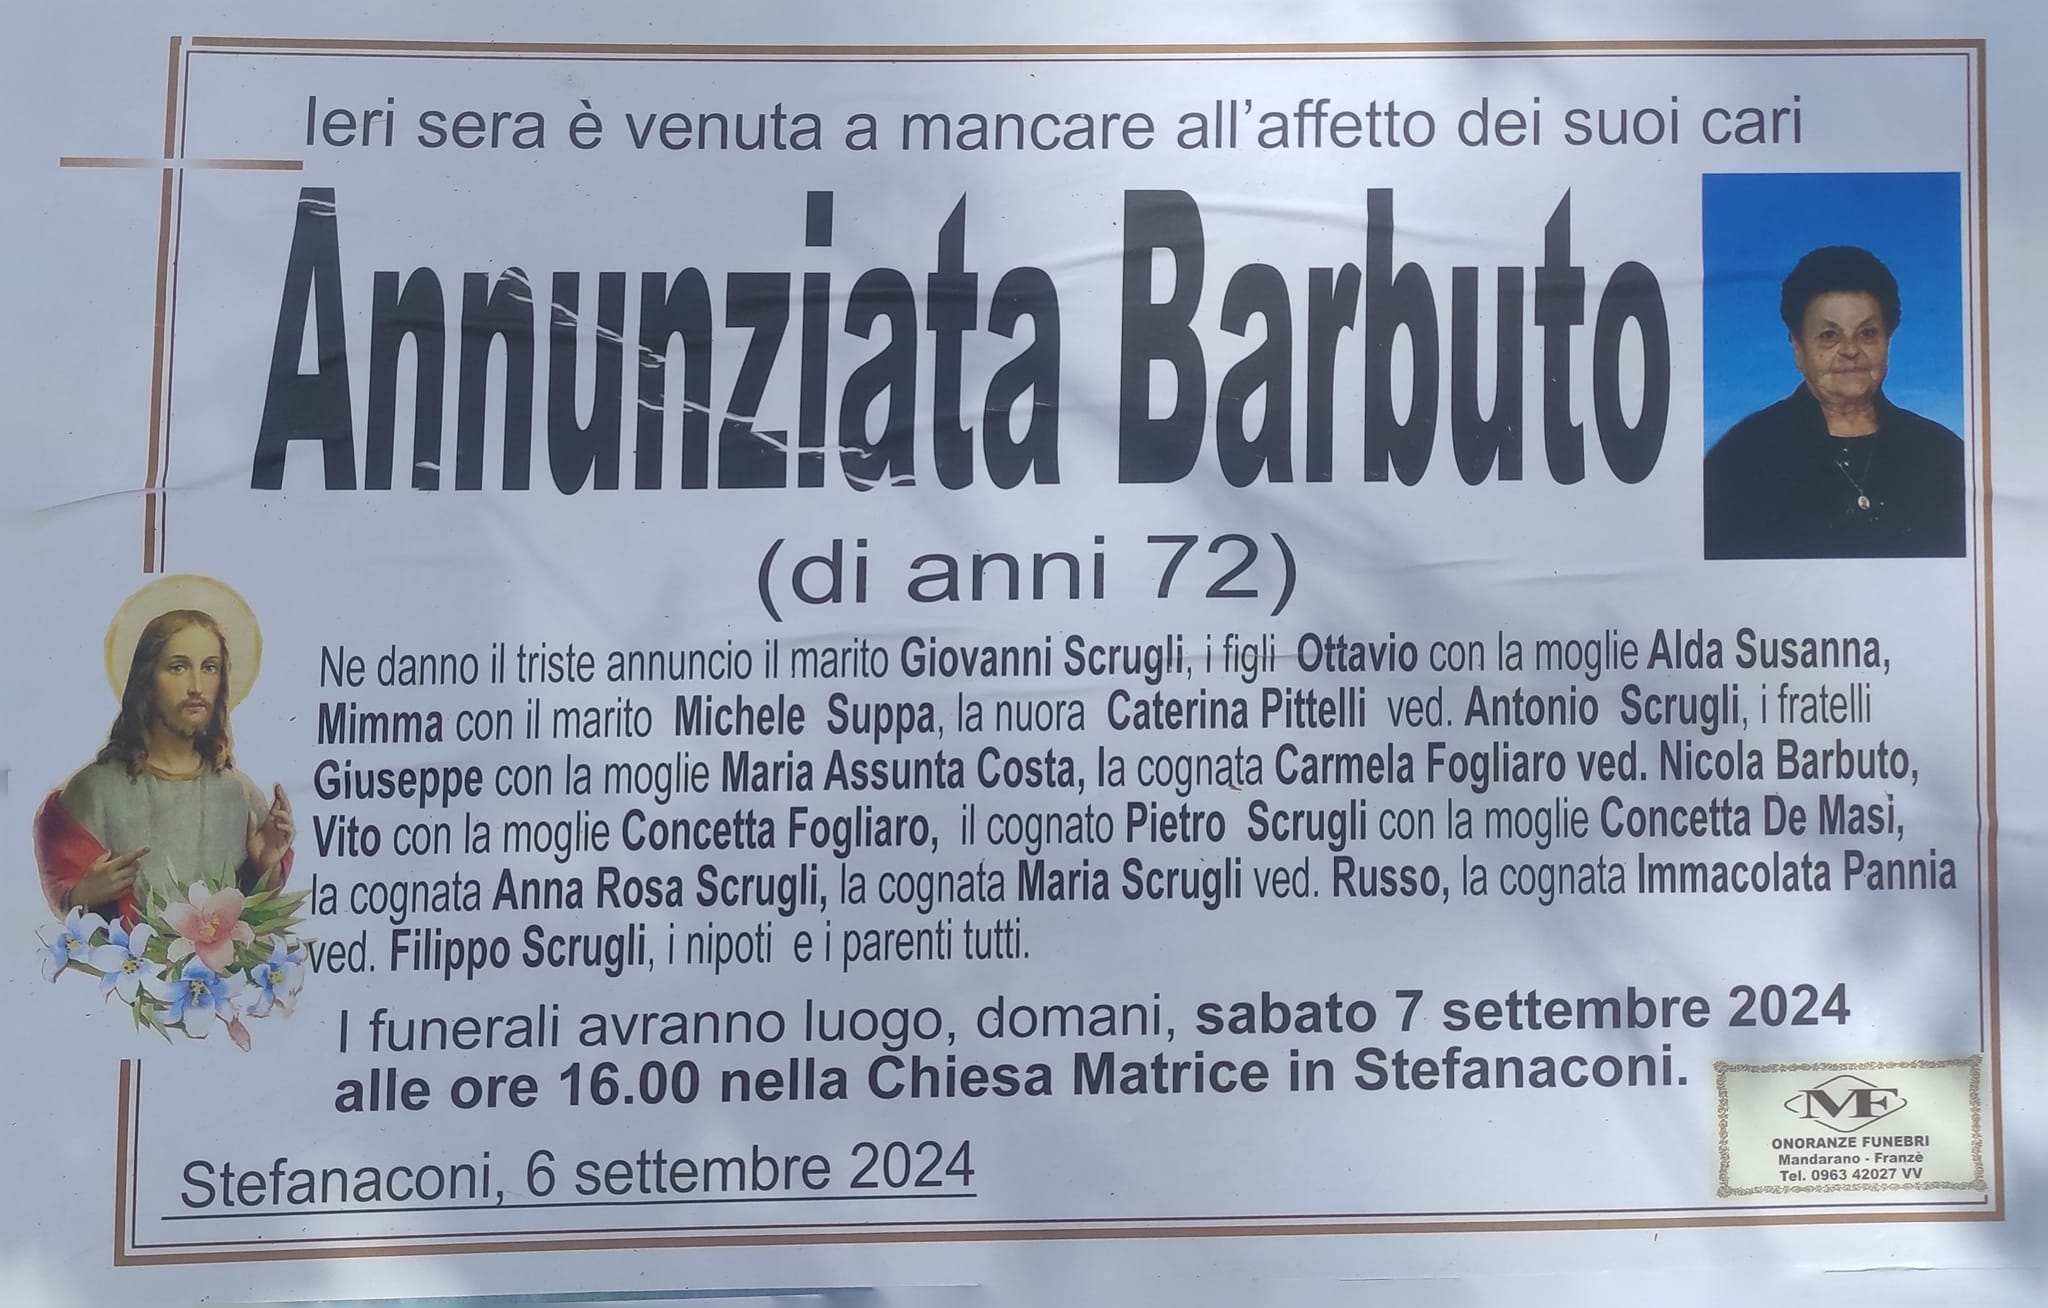 Ieri sera è venuta a mancare all'affetto dei suoi cari
Annunziata Barbuto
(di anni 72)
Ne danno il triste annuncio il marito Giovanni Scrugli, i figli Ottavio con la moglie Alda Susanna,
Mimma con il marito Michele Suppa, la nuora Caterina Pittelli ved. Antonio Scrugli, i fratelli
Giuseppe con la moglie Maria Assunta Costa, la cognata Carmela Fogliaro ved. Nicola Barbuto,
Vito con la moglie Concetta Fogliaro, il cognato Pietro Scrugli con la moglie Concetta De Masi,
la cognata Anna Rosa Scrugli, la cognata Maria Scrugli ved. Russo, la cognata Immacolata Pannia
ved. Filippo Scrugli, i nipoti e i parenti tutti.
I funerali avranno luogo, domani, sabato 7 settembre 2024
alle ore 16.00 nella Chiesa Matrice in Stefanaconi.
Stefanaconi, 6 settembre 2024
MF
ONORANZE FUNEBRI
Mandarano - Franzè
Tel. 0963 42027 VV